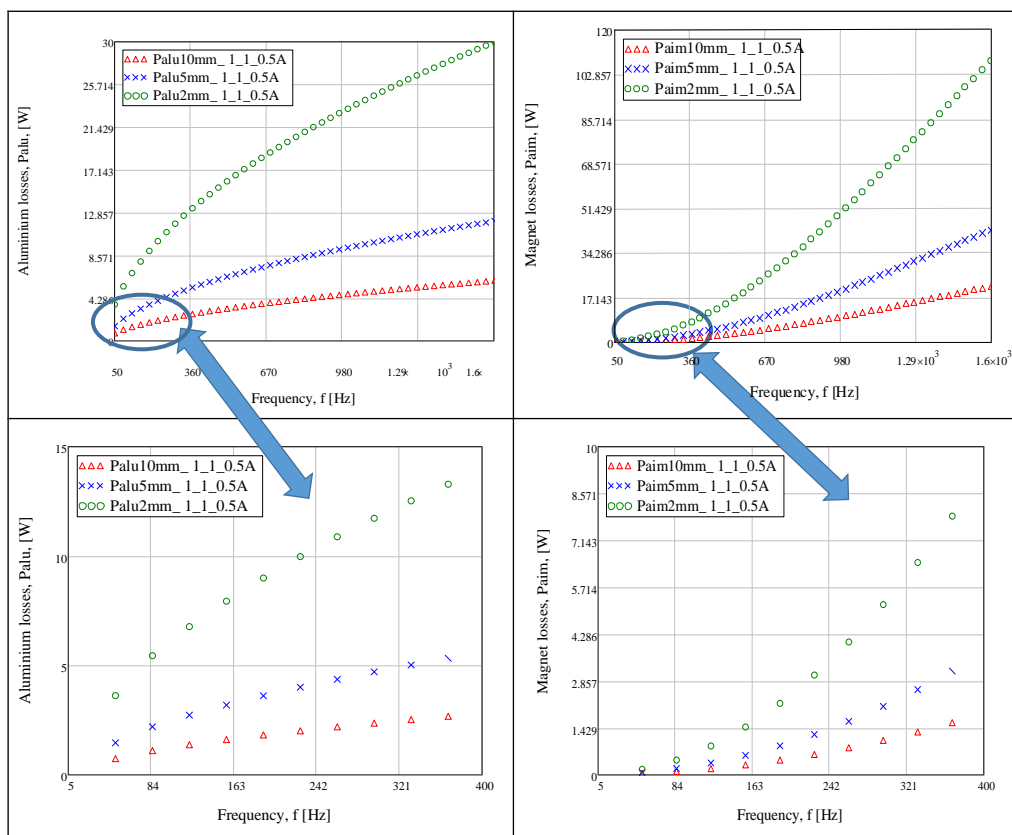 30
25.714
21.429
17.143
12.857
8.571
4.286
0
Aluminium losses, Palu, [W]
Palu10mm_ 1_1_0.5A
Palu5mm_ 1_1_0.5A
Palu2mm_ 1_1_0.5A
50 360 670 980 1.29 10³
Frequency, f [Hz]
120
102.857
85.714
68.571
51.429
34.286
17.143
0
Magnet losses, Paim, [W]
Paim10mm_ 1_1_0.5A
Paim5mm_ 1_1_0.5A
Paim2mm_ 1_1_0.5A
50 360 670 980 1.29×10³ 1.6×10³
Frequency, f [Hz]
15
10
5
0
Aluminium losses, Palu, [W]
Palu10mm_ 1_1_0.5A
Palu5mm_ 1_1_0.5A
Palu2mm_ 1_1_0.5A
5 84 163 242 321 400
Frequency, f [Hz]
10
8.571
7.143
5.714
4.286
2.857
1.429
0
Magnet losses, Paim, [W]
Paim10mm_ 1_1_0.5A
Paim5mm_ 1_1_0.5A
Paim2mm_ 1_1_0.5A
5 84 163 242 321 400
Frequency, f [Hz]